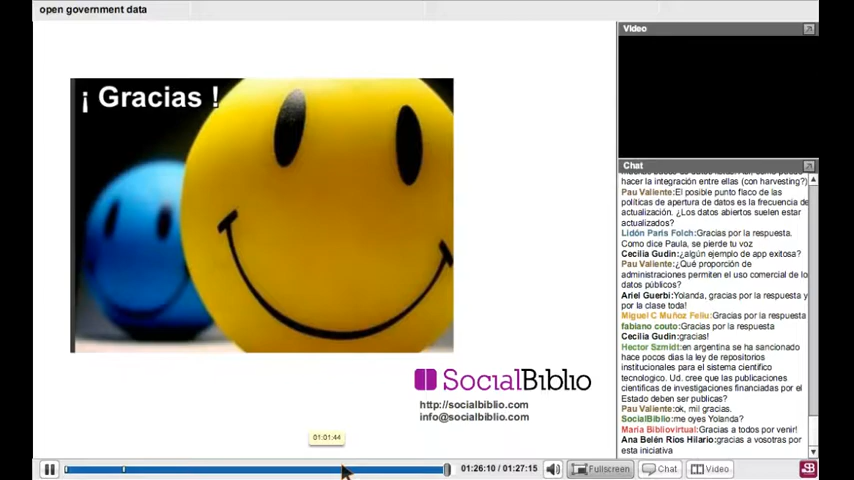 open government data
¡ Gracias !
SocialBiblio
http://socialbiblio.com
info@socialbiblio.com
01:01:44
01:26:10 / 01:27:15
Fullscreen
Chat
Video
Video
Chat
hacer la integración entre ellas (con harvesting?)
Pau Valiente:El posible punto flaco de las
políticas de apertura de datos es la frecuencia de
actualización. ¿Los datos abiertos suelen estar
actualizados?
Lidón París Folch:Gracias por la respuesta.
Como dice Paula, se pierde tu voz
Cecilia Gudin:¿algún ejemplo de app exitosa?
Pau Valiente:¿Qué proporción de
administraciones permiten el uso comercial de lo
datos públicos?
Ariel Guerbi:Yolanda, gracias por la respuesta y
por la clase toda!
Miguel C Muñoz Feliu:Gracias por la respuesta
fabiano couto:Gracias por la respuesta
Cecilia Gudin:gracias!
Hector Szmidt:en argentina se ha sancionado
hace pocos dias la ley de repositorios
institucionales para el sistema cientifico
tecnologico. Ud. cree que las publicaciones
cientificas de investigaciones financiadas por el
Estado deben ser publicas?
Pau Valiente:ok, mil gracias.
SocialBiblio:me oyes Yolanda?
María Bibliovirtual:Gracias a todos por venir!
Ana Belén Ríos Hilario:gracias a vosotras por
esta iniciativa
SB